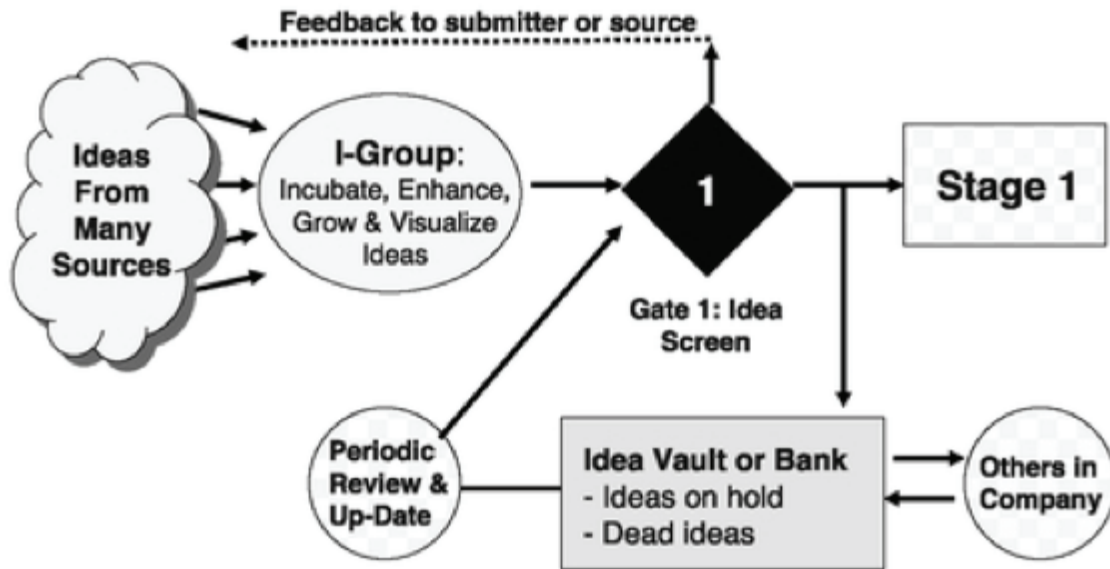 Feedback to submitter or source
Ideas
From
Many
Sources
I-Group:
Incubate, Enhance,
Grow & Visualize
Ideas
1
Stage 1
Gate 1: Idea
Screen
Periodic
Review &
Up-Date
Idea Vault or Bank
- Ideas on hold
- Dead ideas
Others in
Company